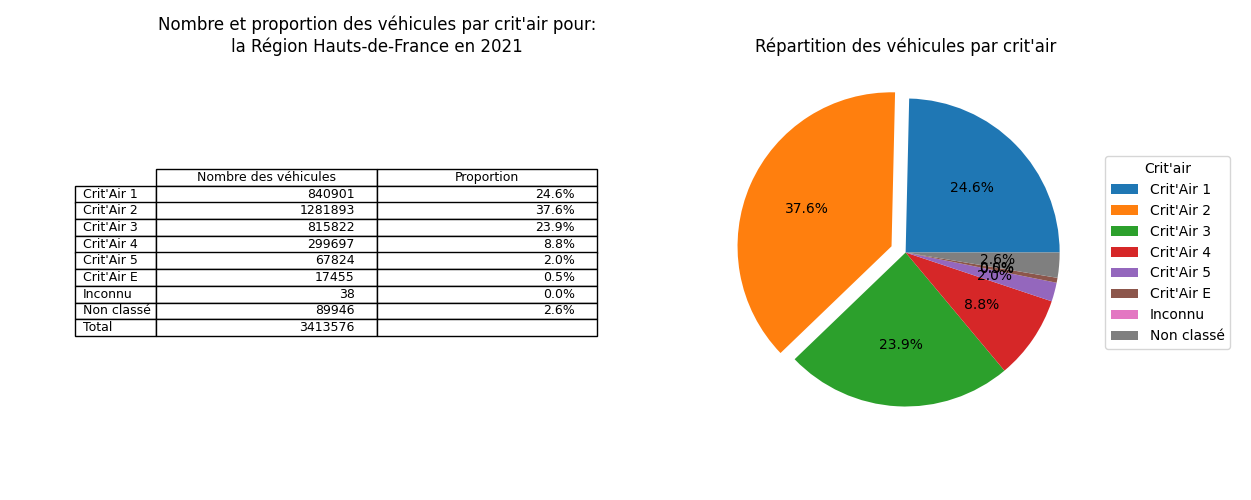 Nombre et proportion des véhicules par crit'air pour:
la Région Hauts-de-France en 2021
Nombre des véhicules Proportion
Crit'Air 1 840901 24.6%
Crit'Air 2 1281893 37.6%
Crit'Air 3 815822 23.9%
Crit'Air 4 299697 8.8%
Crit'Air 5 67824 2.0%
Crit'Air E 17455 0.5%
Inconnu 38 0.0%
Non classé 89946 2.6%
Total 3413576
Répartition des véhicules par crit'air
24.6%
37.6%
23.9%
8.8%
2.0%
0.5%
0.0%
2.6%
Crit'air
Crit'Air 1
Crit'Air 2
Crit'Air 3
Crit'Air 4
Crit'Air 5
Crit'Air E
Inconnu
Non classé